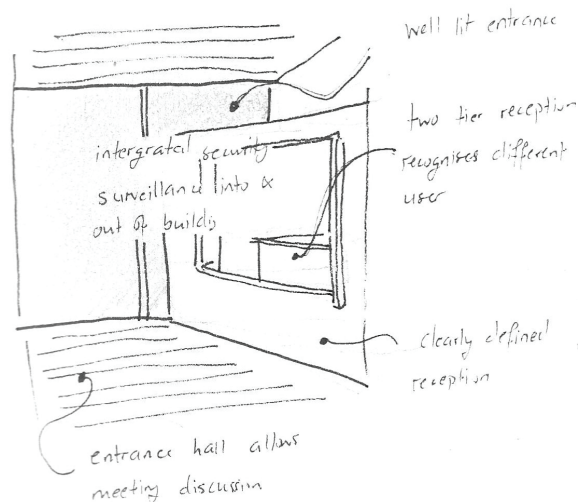 well lit entrance
two tier reception
recognises different
user
intergratal security
surveillance into &
out of buildig
clearly defined
reception
entrance hall allows
meeting discussion